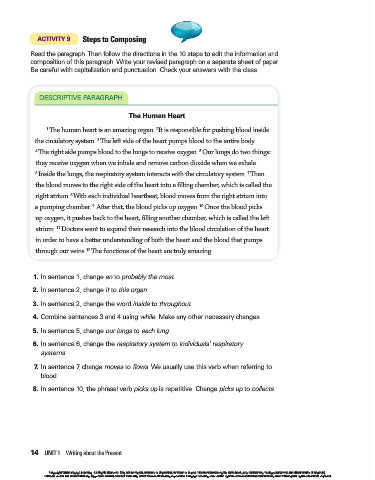 ACTIVITY 9 Steps to Composing
Read the paragraph Then follow the directions in the 10 steps to edit the information and
composition of this paragraph Write your revised paragraph on a separate sheet of paper
Be careful with capitalization and punctuation Check your answers with the class
DESCRIPTIVE PARAGRAPH
The Human Heart
1 The human heart is an amazing organ 2 It is responsible for pushing blood inside
the circulatory system 3 The left side of the heart pumps blood to the entire body
4 The right side pumps blood to the lungs to receive oxygen 5 Our lungs do two things:
they receive oxygen when we inhale and remove carbon dioxide when we exhale
6 Inside the lungs, the respiratory system interacts with the circulatory system 7 Then
the blood moves to the right side of the heart into a filling chamber, which is called the
right atrium 8 With each individual heartbeat, blood moves from the right atrium into
a pumping chamber 9 After that, the blood picks up oxygen 10 Once the blood picks
up oxygen, it pushes back to the heart, filling another chamber, which is called the left
atrium 11 Doctors want to expand their research into the blood circulation of the heart
in order to have a better understanding of both the heart and the blood that pumps
through our veins 12 The functions of the heart are truly amazing
1. In sentence 1, change an to probably the most
2. In sentence 2, change it to this organ
3. In sentence 2, change the word inside to throughout
4. Combine sentences 3 and 4 using while Make any other necessary changes
5. In sentence 5, change our lungs to each lung
6. In sentence 6, change the respiratory system to individuals' respiratory
systems
7. In sentence 7, change moves to flows We usually use this verb when referring to
blood
8. In sentence 10, the phrasal verb picks up is repetitive Change picks up to collects
14 UNIT 1 Writing about the Present